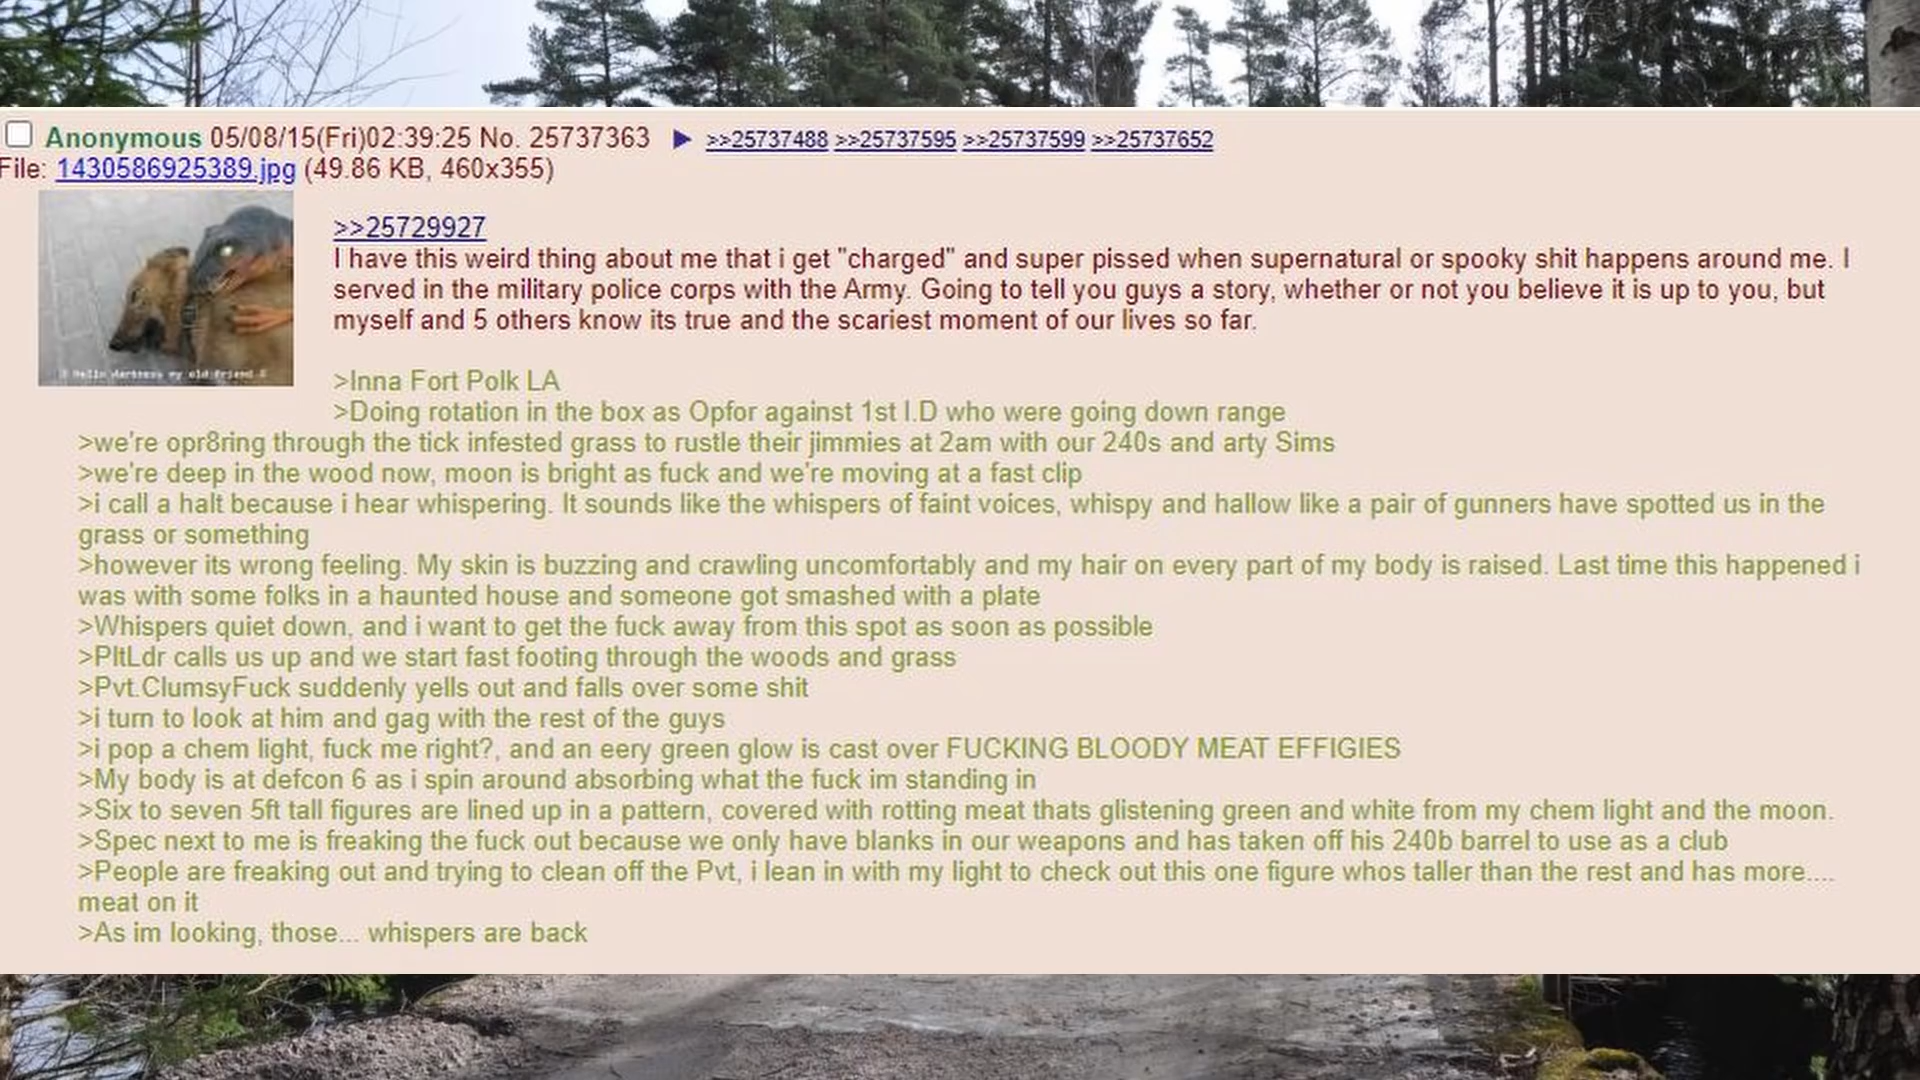 Anonymous 05/08/15(Fri)02:39:25 No. 25737363 ▶ >>25737488 >>25737595 >>25737599 >>25737652
File: 1430586925389.jpg (49.86 KB, 460x355)
>>25729927
I have this weird thing about me that i get "charged" and super pissed when supernatural or spooky shit happens around me. I
served in the military police corps with the Army. Going to tell you guys a story, whether or not you believe it is up to you, but
myself and 5 others know its true and the scariest moment of our lives so far.
Hello darkness my old friend
>Inna Fort Polk LA
>Doing rotation in the box as Opfor against 1st I.D who were going down range
>we're opr8ring through the tick infested grass to rustle their jimmies at 2am with our 240s and arty Sims
>we're deep in the wood now, moon is bright as fuck and we're moving at a fast clip
>i call a halt because i hear whispering. It sounds like the whispers of faint voices, whispy and hallow like a pair of gunners have spotted us in the
grass or something
>however its wrong feeling. My skin is buzzing and crawling uncomfortably and my hair on every part of my body is raised. Last time this happened i
was with some folks in a haunted house and someone got smashed with a plate
>Whispers quiet down, and i want to get the fuck away from this spot as soon as possible
>PltLdr calls us up and we start fast footing through the woods and grass
>Pvt.ClumsyFuck suddenly yells out and falls over some shit
>i turn to look at him and gag with the rest of the guys
>i pop a chem light, fuck me right?, and an eery green glow is cast over FUCKING BLOODY MEAT EFFIGIES
>My body is at defcon 6 as i spin around absorbing what the fuck im standing in
>Six to seven 5ft tall figures are lined up in a pattern, covered with rotting meat thats glistening green and white from my chem light and the moon.
>Spec next to me is freaking the fuck out because we only have blanks in our weapons and has taken off his 240b barrel to use as a club
>People are freaking out and trying to clean off the Pvt, i lean in with my light to check out this one figure whos taller than the rest and has more....
meat on it
>As im looking, those... whispers are back